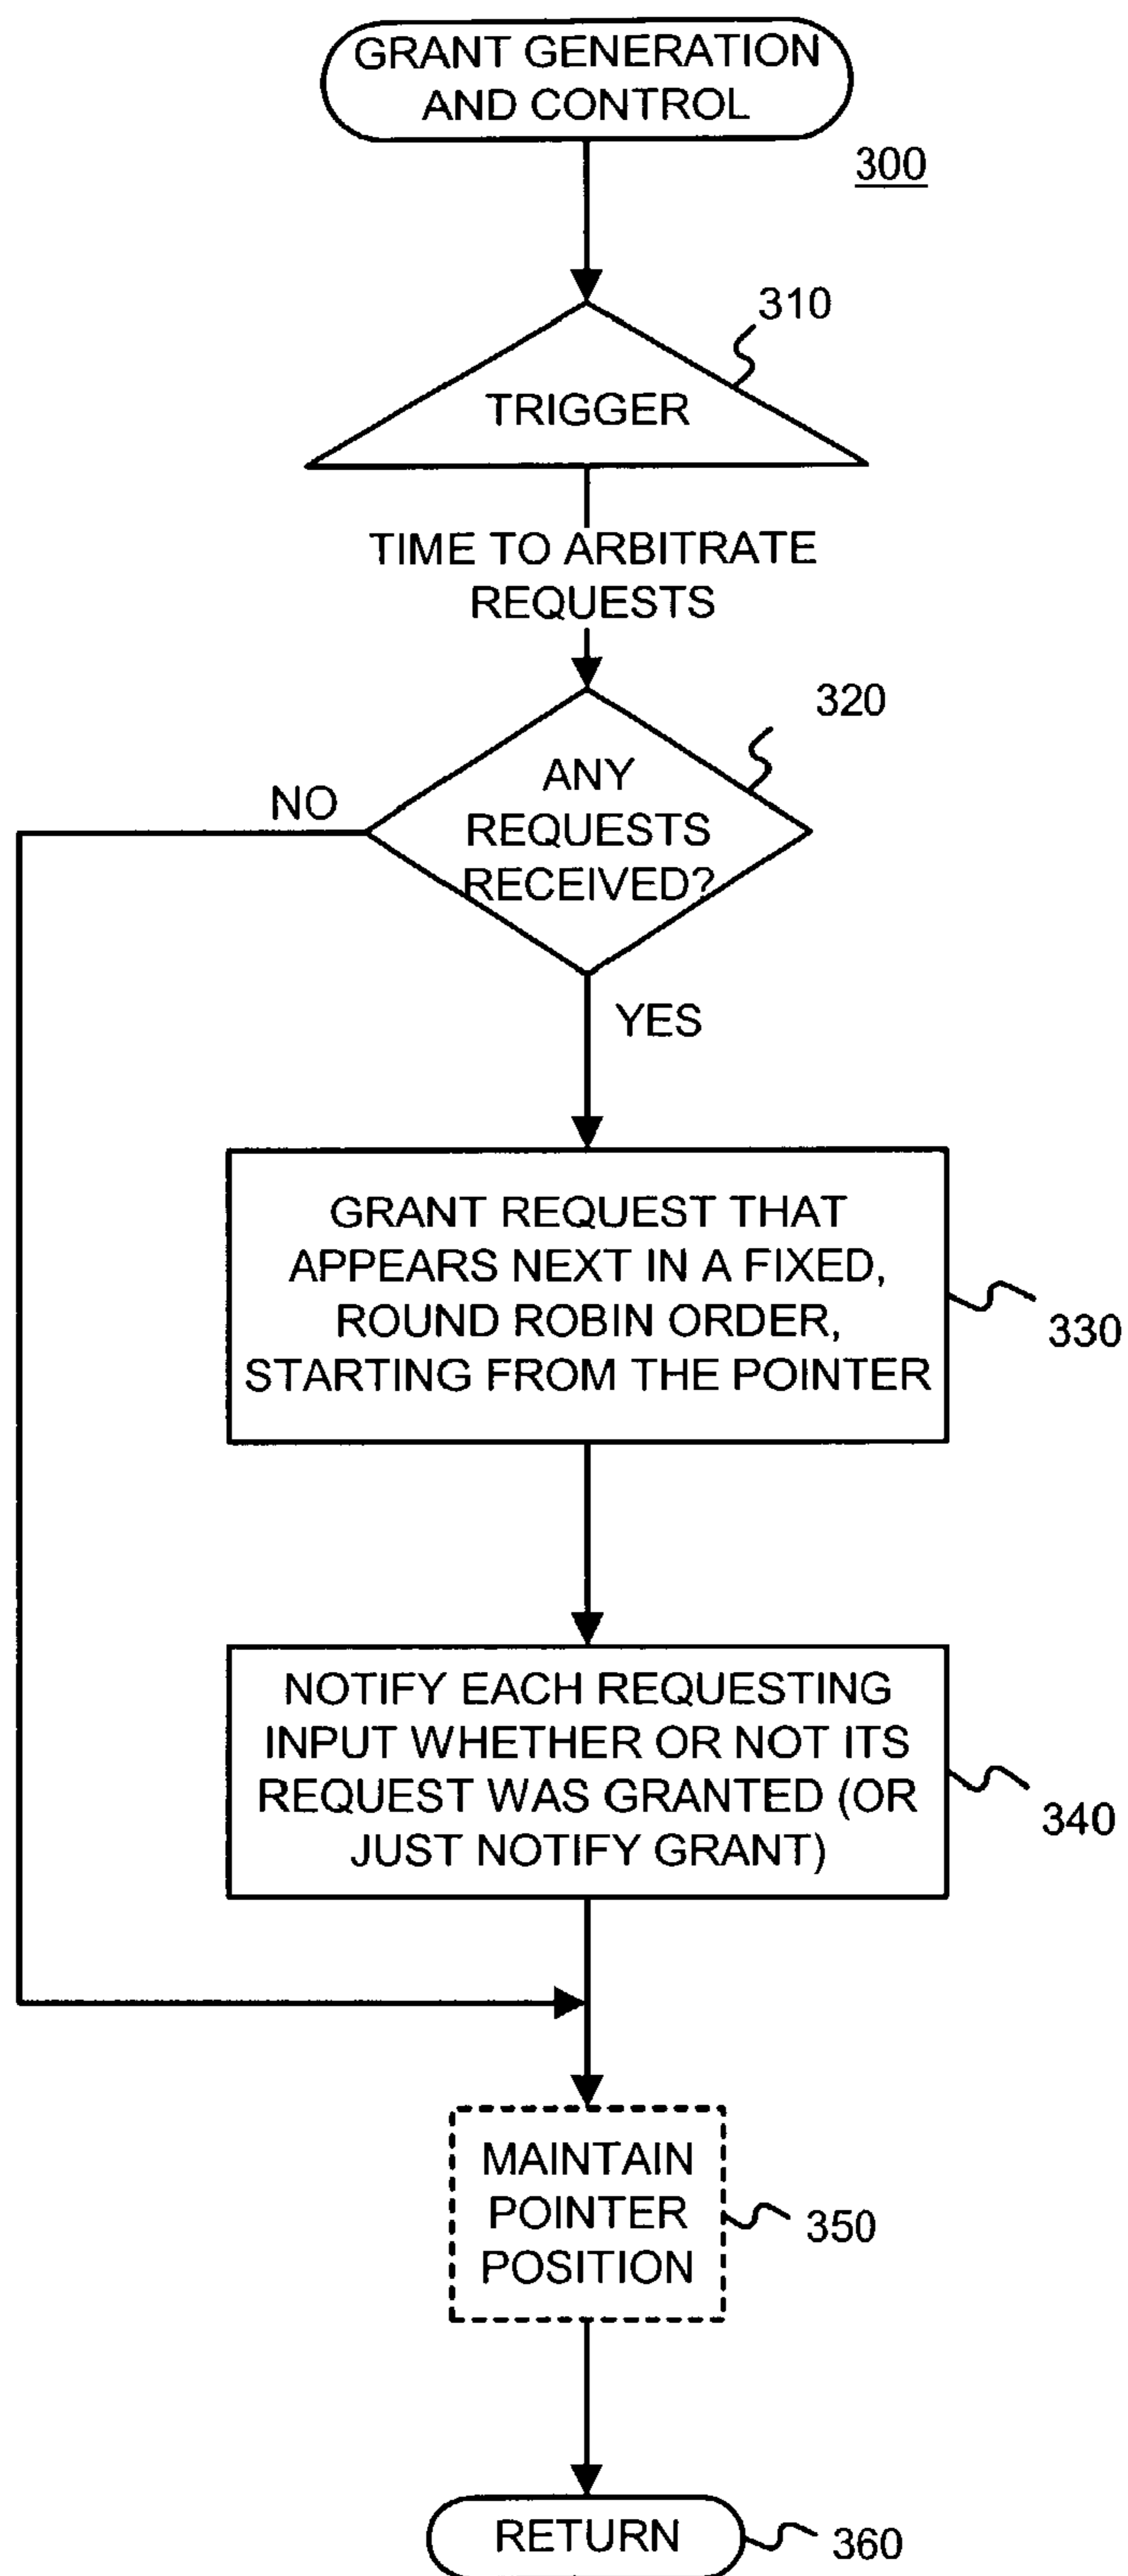 GRANT GENERATION
AND CONTROL
300
310
TRIGGER
TIME TO ARBITRATE
REQUESTS
320
ANY
REQUESTS
RECEIVED?
NO
YES
GRANT REQUEST THAT
APPEARS NEXT IN A FIXED,
ROUND ROBIN ORDER,
STARTING FROM THE POINTER
330
NOTIFY EACH REQUESTING
INPUT WHETHER OR NOT ITS
REQUEST WAS GRANTED (OR
JUST NOTIFY GRANT)
340
MAINTAIN
POINTER
POSITION
350
RETURN
360